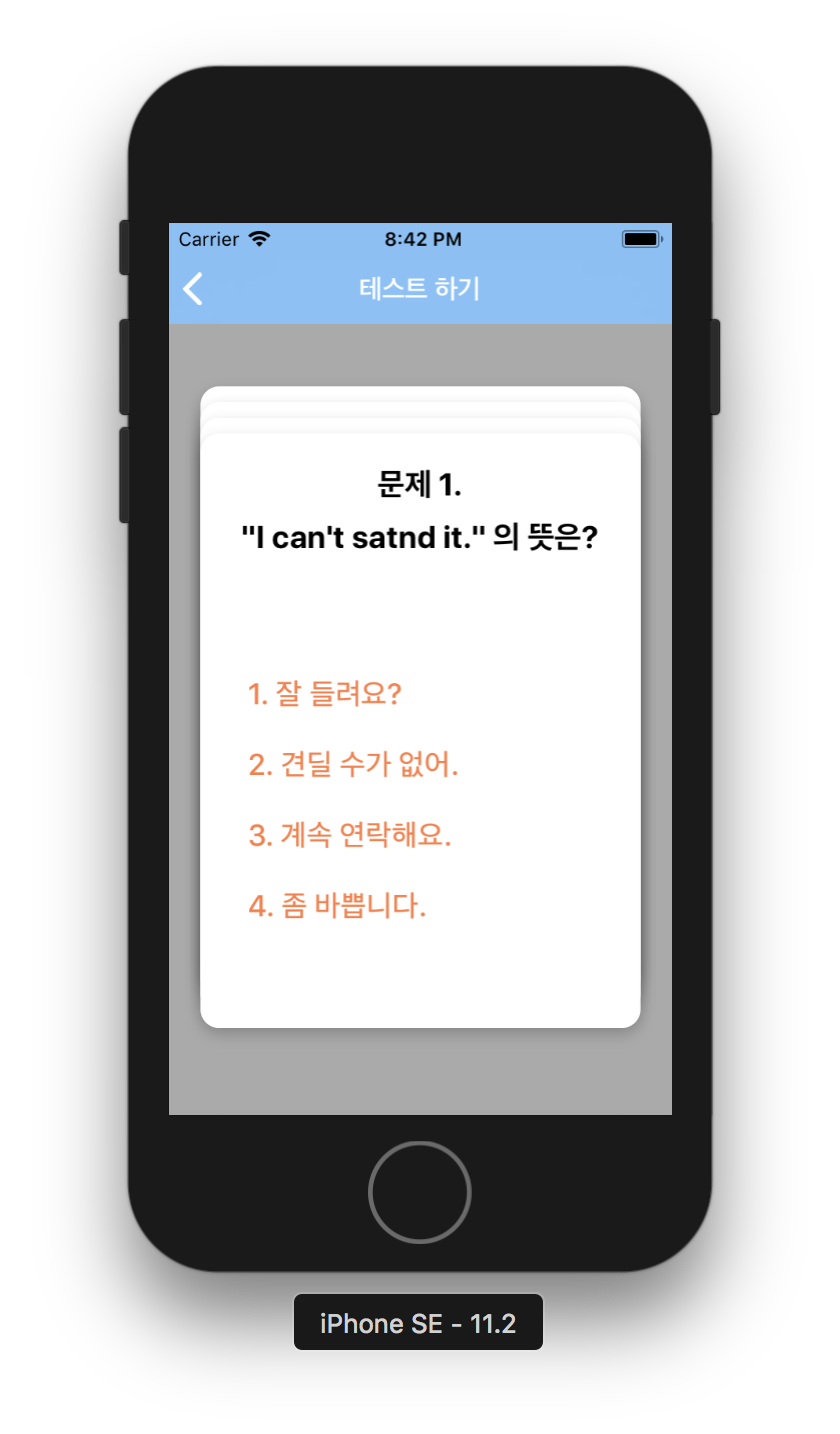 Carrier 8:42 PM
테스트 하기
문제 1.
"I can't satnd it." 의 뜻은?
1. 잘 들려요?
2. 견딜 수가 없어.
3. 계속 연락해요.
4. 좀 바쁩니다.
iPhone SE - 11.2